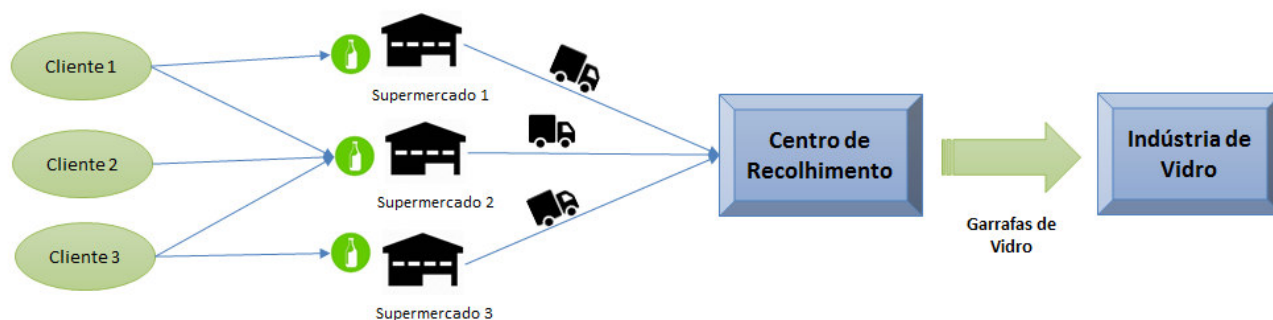 Cliente 1
Cliente 2
Cliente 3
Supermercado 1
Supermercado 2
Supermercado 3
Centro de
Recolhimento
Garrafas de
Vidro
Indústria de
Vidro